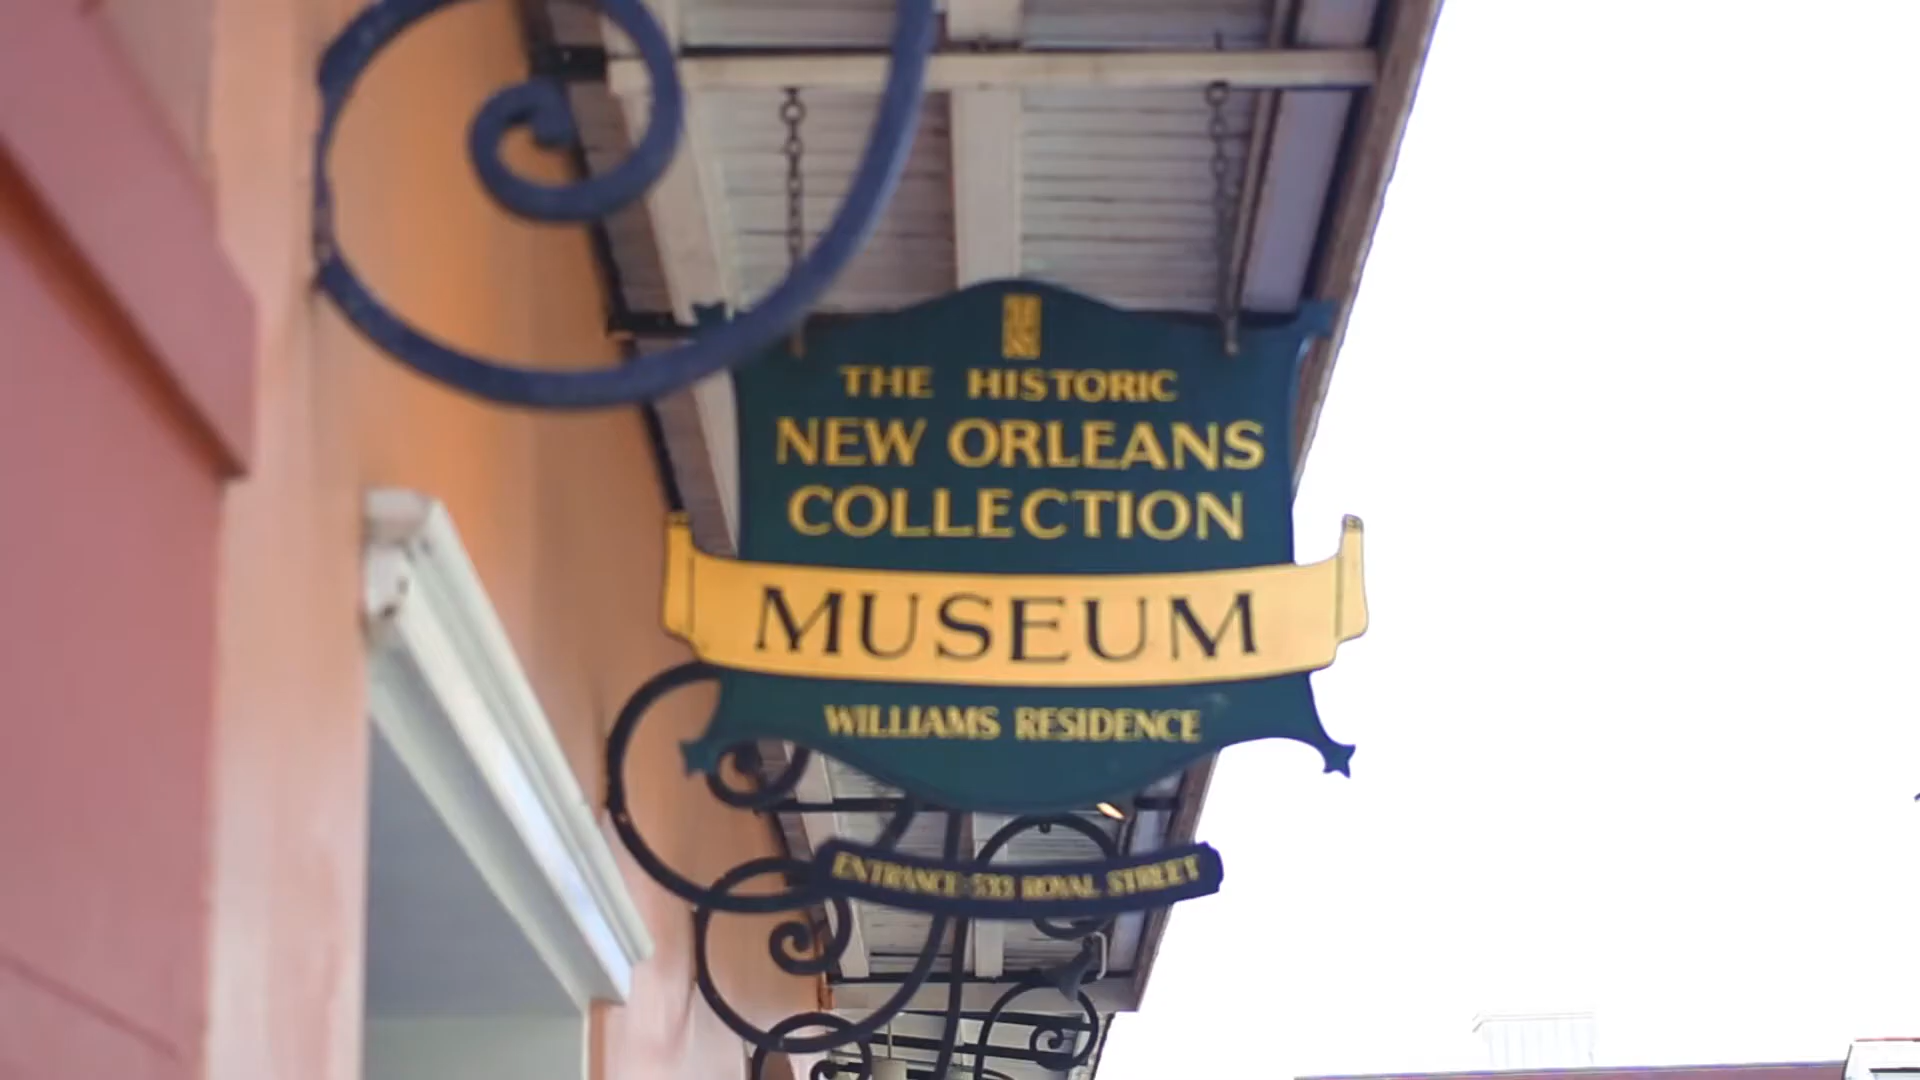 THE HISTORIC
NEW ORLEANS
COLLECTION
MUSEUM
WILLIAMS RESIDENCE
ENTRANCE 533 ROYAL STREET